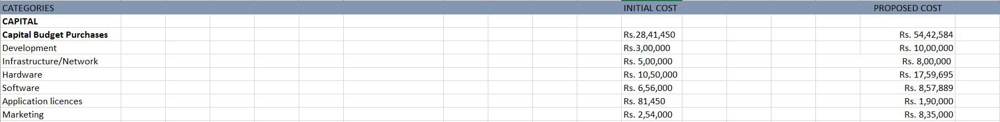 CATEGORIES INITIAL COST PROPOSED COST
CAPITAL
Capital Budget Purchases Rs.28,41,450 Rs. 54,42,584
Development Rs.3,00,000 Rs. 10,00,000
Infrastructure/Network Rs. 5,00,000 Rs. 8,00,000
Hardware Rs. 10,50,000 Rs. 17,59,695
Software Rs. 6,56,000 Rs. 8,57,889
Application licences Rs. 81,450 Rs. 1,90,000
Marketing Rs. 2,54,000 Rs. 8,35,000